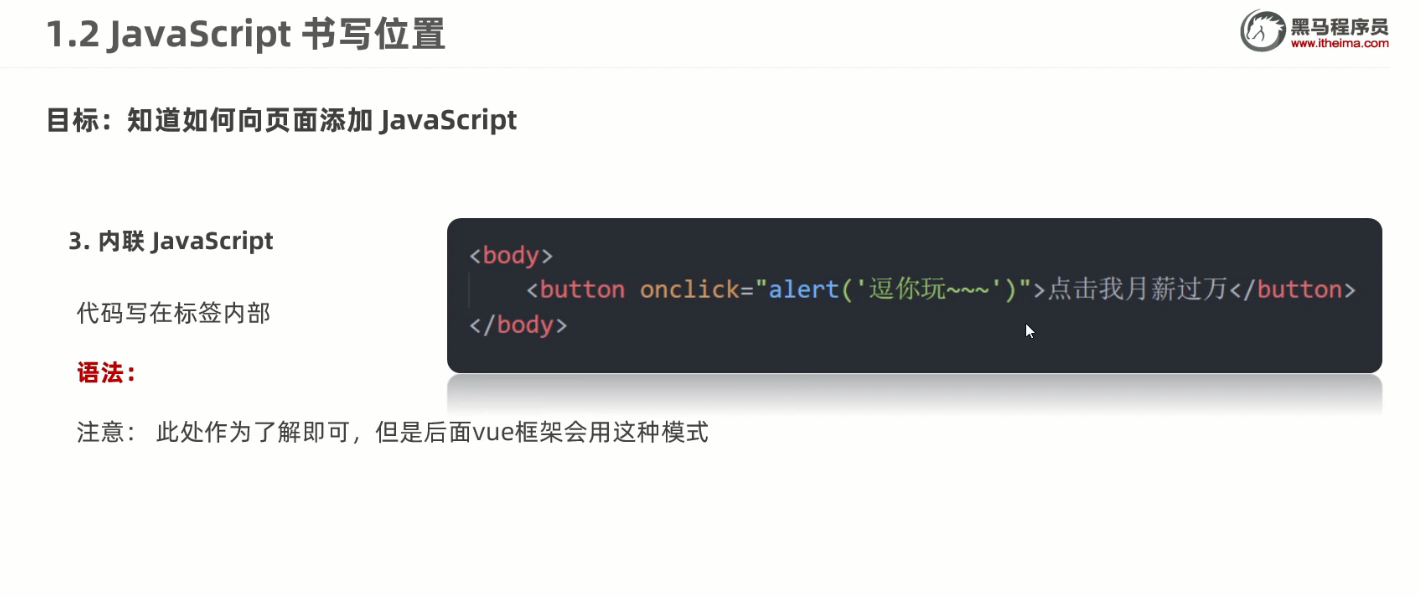 1.2 JavaScript 书写位置
黑马程序员
www.itheima.com
目标：知道如何向页面添加 JavaScript
3. 内联 JavaScript
代码写在标签内部
语法：
注意： 此处作为了解即可，但是后面vue框架会用这种模式
<body>
<button onclick="alert('逗你玩~~~')">点击我月薪过万</button>
</body>